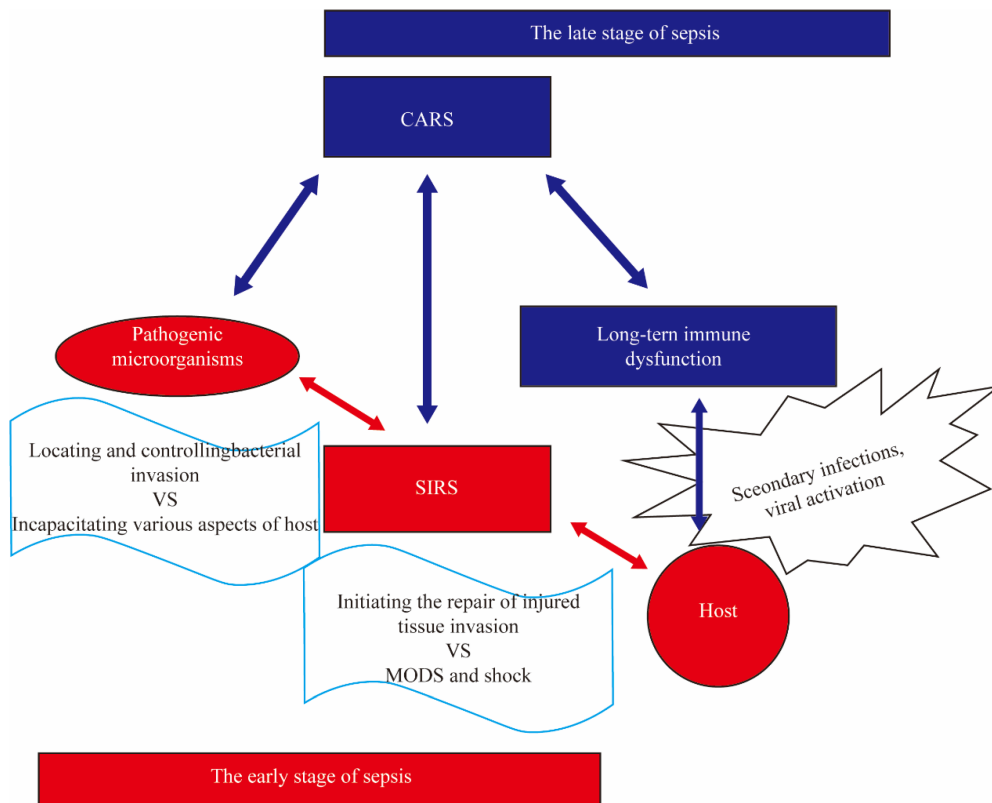 The late stage of sepsis
CARS
Pathogenic
microorganisms
Long-tern immune
dysfunction
Locating and controllingbacterial
invasion
VS
Incapacitating various aspects of host
SIRS
Sceondary infections,
viral activation
Initiating the repair of injured
tissue invasion
VS
MODS and shock
Host
The early stage of sepsis